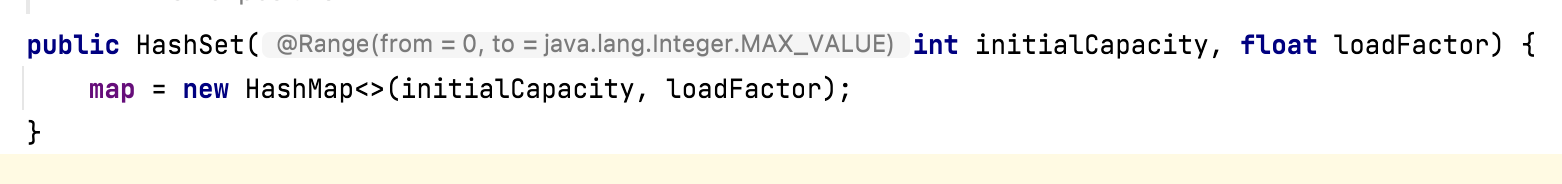 public HashSet( @Range(from = 0, to = java.lang.Integer.MAX_VALUE) int initialCapacity, float loadFactor) {
map = new HashMap<>(initialCapacity, loadFactor);
}